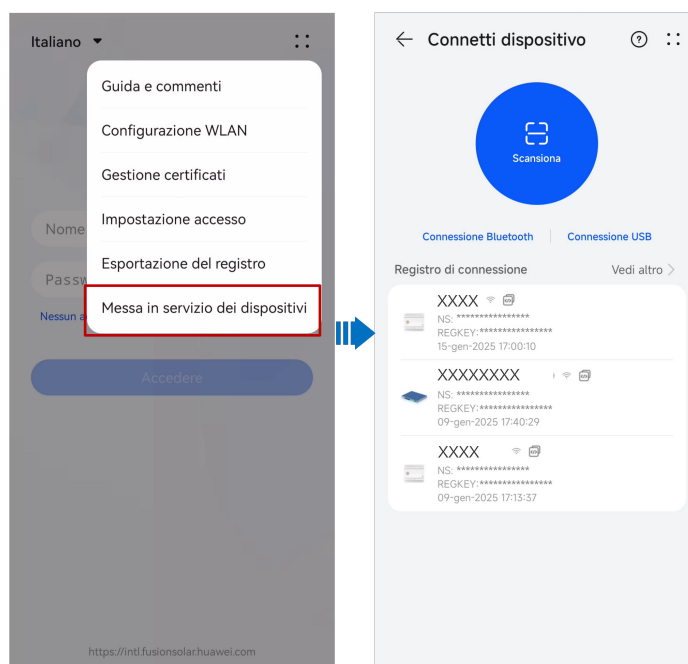 Italiano
Guida e commenti
Configurazione WLAN
Gestione certificati
Impostazione accesso
Nome
Esportazione del registro
Passw
Messa in servizio dei dispositivi
Nessun a
Accedere
https://intl.fusionsolar.huawei.com
Connetti dispositivo
Scansiona
Connessione Bluetooth
Connessione USB
Registro di connessione
Vedi altro
XXXX
NS: ****************
REGKEY:****************
15-gen-2025 17:00:10
XXXXXXXX
NS: ****************
REGKEY:****************
09-gen-2025 17:40:29
XXXX
NS: ****************
REGKEY:****************
09-gen-2025 17:13:37